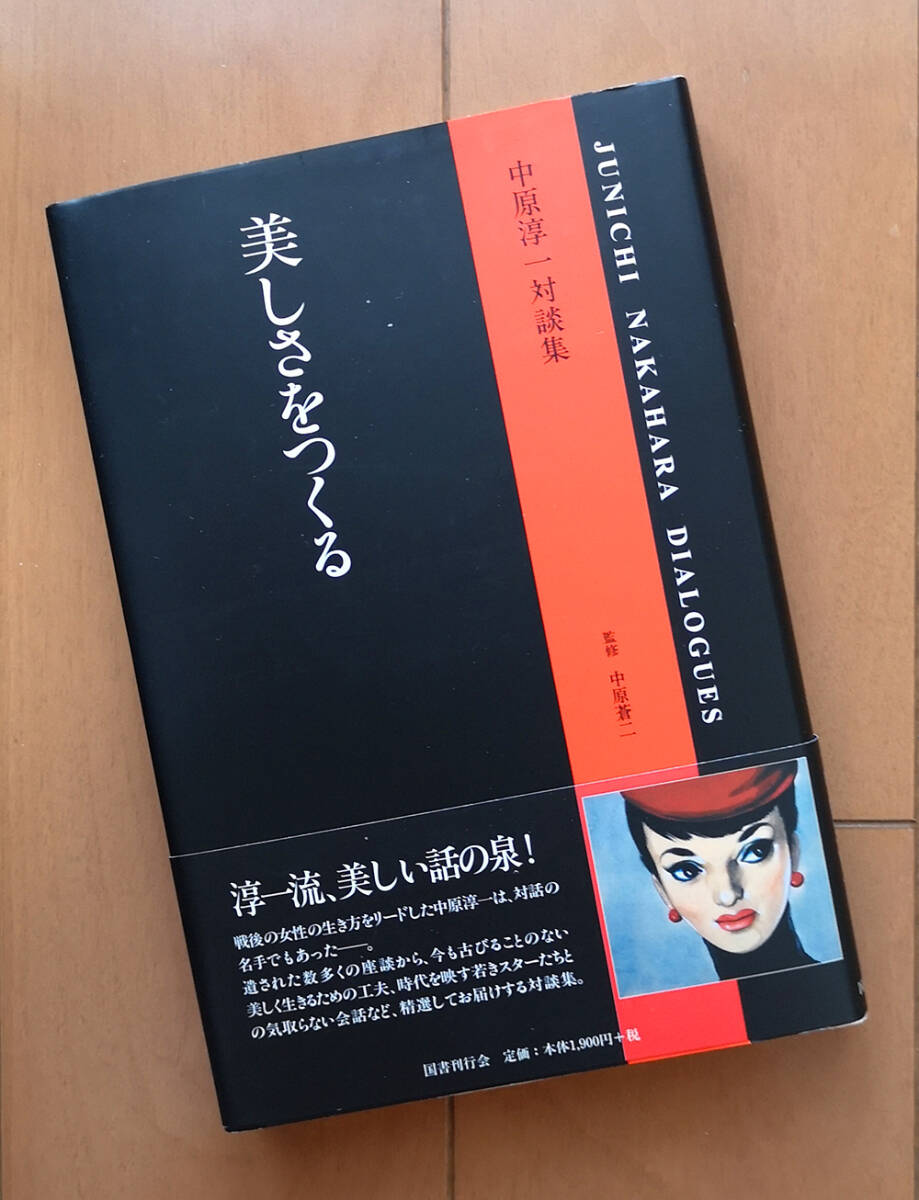 JUNICHI NAKAHARA DIALOGUES
中原淳一対談集
監修 中原蒼二
美しさをつくる
淳一流、美しい話の泉!
戦後の女性の生き方をリードした中原淳一は、対話の
名手でもあった――。
遺された数多くの座談から、今も古びることのない
美しく生きるための工夫、時代を映す若きスターたちと
の気取らない会話など、精選してお届けする対談集。
国書刊行会 定価:本体1,900円+税